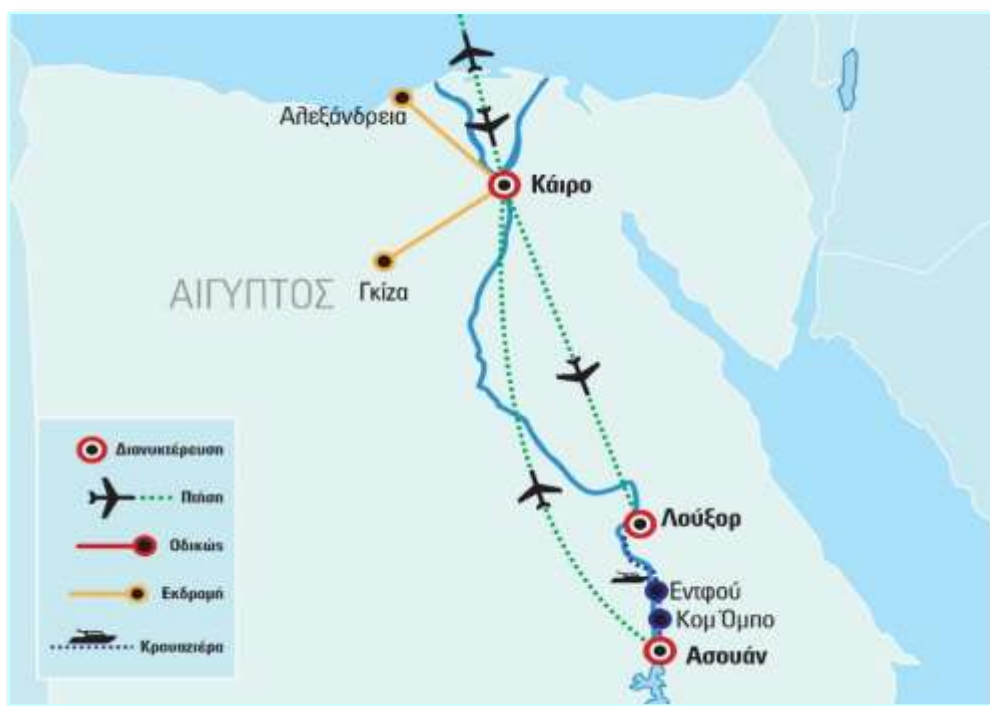 Αλεξάνδρεια
Κάιρο
ΑΙΓΥΠΤΟΣ
Γκίζα
Λούξορ
Εντφού
Κομ Όμπο
Ασουάν
Διανυκτέρευση
Πτήση
Οδικώς
Εκδρομή
Κρουαζιέρα